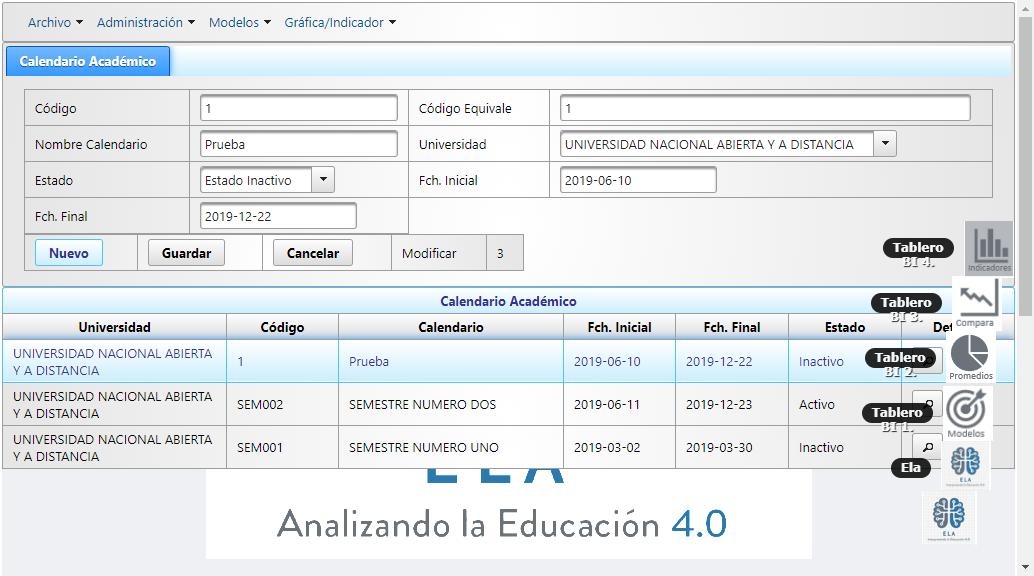 Archivo Administración Modelos Gráfica/Indicador
Calendario Académico
Código 1 Código Equivale 1
Nombre Calendario Prueba Universidad UNIVERSIDAD NACIONAL ABIERTA Y A DISTANCIA
Estado Estado Inactivo Fch. Inicial 2019-06-10
Fch. Final 2019-12-22
Nuevo Guardar Cancelar Modificar 3
Tablero
BI 4.
Indicadores
Calendario Académico
Tablero
BI 3.
Compara
Universidad Código Calendario Fch. Inicial Fch. Final Estado Det
UNIVERSIDAD NACIONAL ABIERTA
Y A DISTANCIA
1 Prueba 2019-06-10 2019-12-22 Inactivo
Tablero
BI 2.
Promedios
UNIVERSIDAD NACIONAL ABIERTA
Y A DISTANCIA
SEM002 SEMESTRE NUMERO DOS 2019-06-11 2019-12-23 Activo
Tablero
BI 1.
Modelos
UNIVERSIDAD NACIONAL ABIERTA
Y A DISTANCIA
SEM001 SEMESTRE NUMERO UNO 2019-03-02 2019-03-30 Inactivo
Ela
ELA
ELA
Analizando la Educación 4.0
ELA